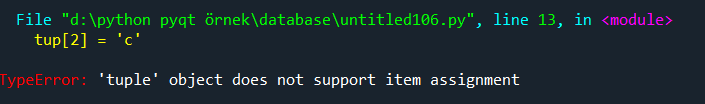 File "d:\python pyqt örnek\database\untitled106.py", line 13, in <module>
tup[2] = 'c'
TypeError: 'tuple' object does not support item assignment